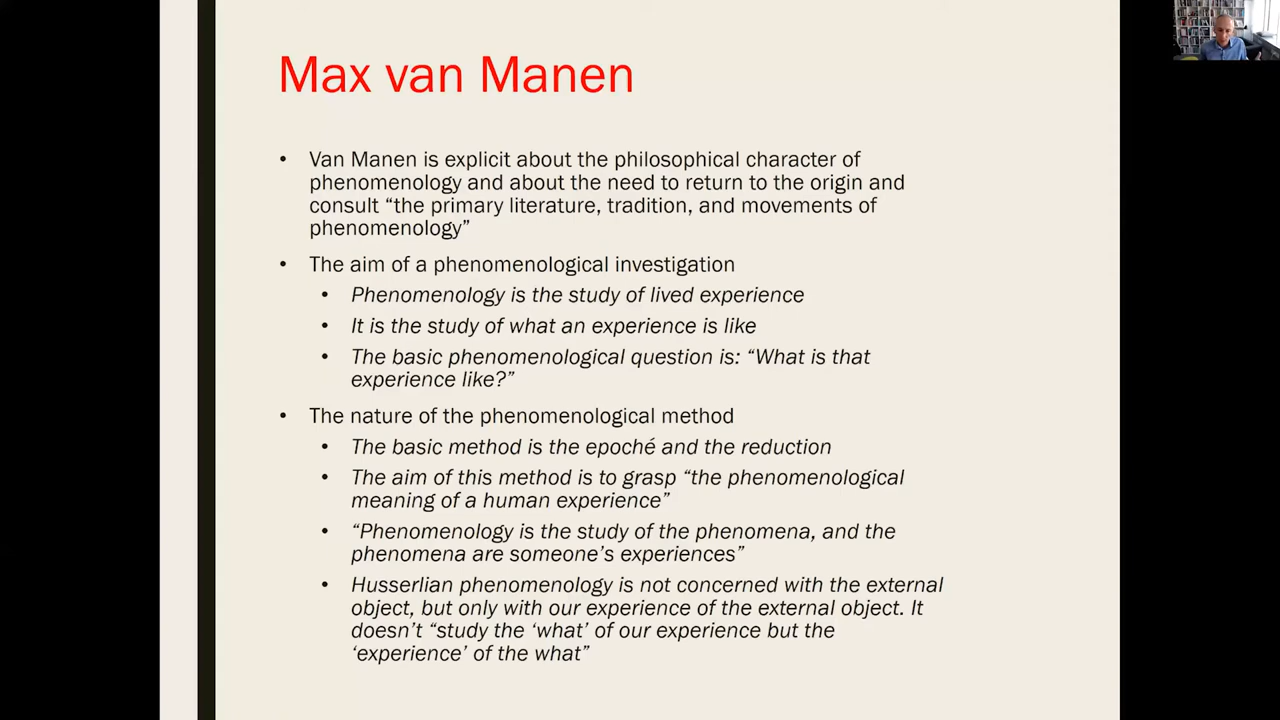 Max van Manen
• Van Manen is explicit about the philosophical character of
phenomenology and about the need to return to the origin and
consult “the primary literature, tradition, and movements of
phenomenology”
• The aim of a phenomenological investigation
• Phenomenology is the study of lived experience
• It is the study of what an experience is like
• The basic phenomenological question is: “What is that
experience like?”
• The nature of the phenomenological method
• The basic method is the epoché and the reduction
• The aim of this method is to grasp “the phenomenological
meaning of a human experience”
• “Phenomenology is the study of the phenomena, and the
phenomena are someone’s experiences”
• Husserlian phenomenology is not concerned with the external
object, but only with our experience of the external object. It
doesn’t “study the ‘what’ of our experience but the
‘experience’ of the what”